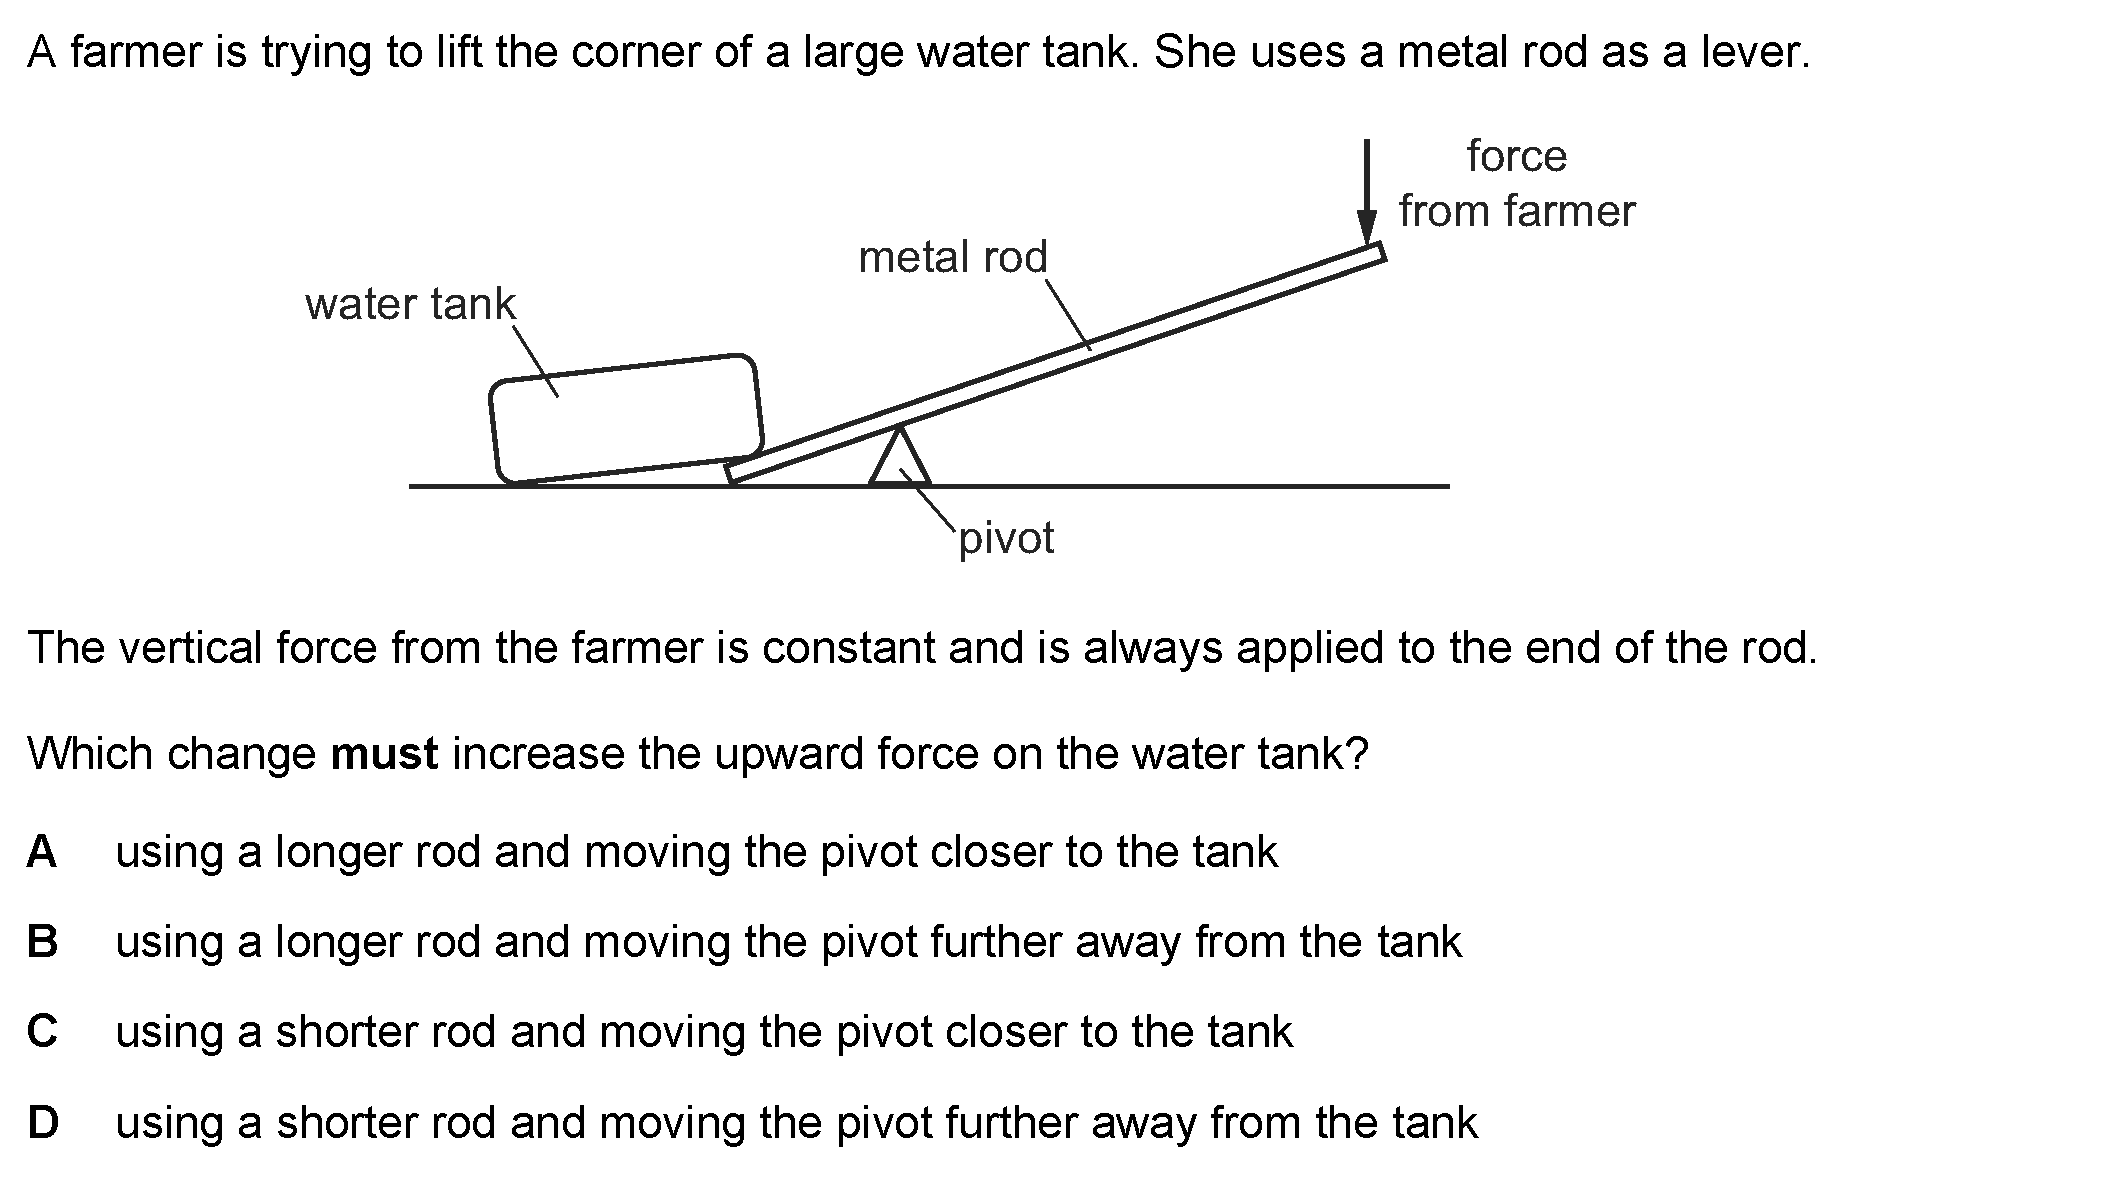 A farmer is trying to lift the corner of a large water tank. She uses a metal rod as a lever.
force
from farmer
metal rod
water tank
pivot
The vertical force from the farmer is constant and is always applied to the end of the rod.
Which change must increase the upward force on the water tank?
A using a longer rod and moving the pivot closer to the tank
B using a longer rod and moving the pivot further away from the tank
C using a shorter rod and moving the pivot closer to the tank
D using a shorter rod and moving the pivot further away from the tank